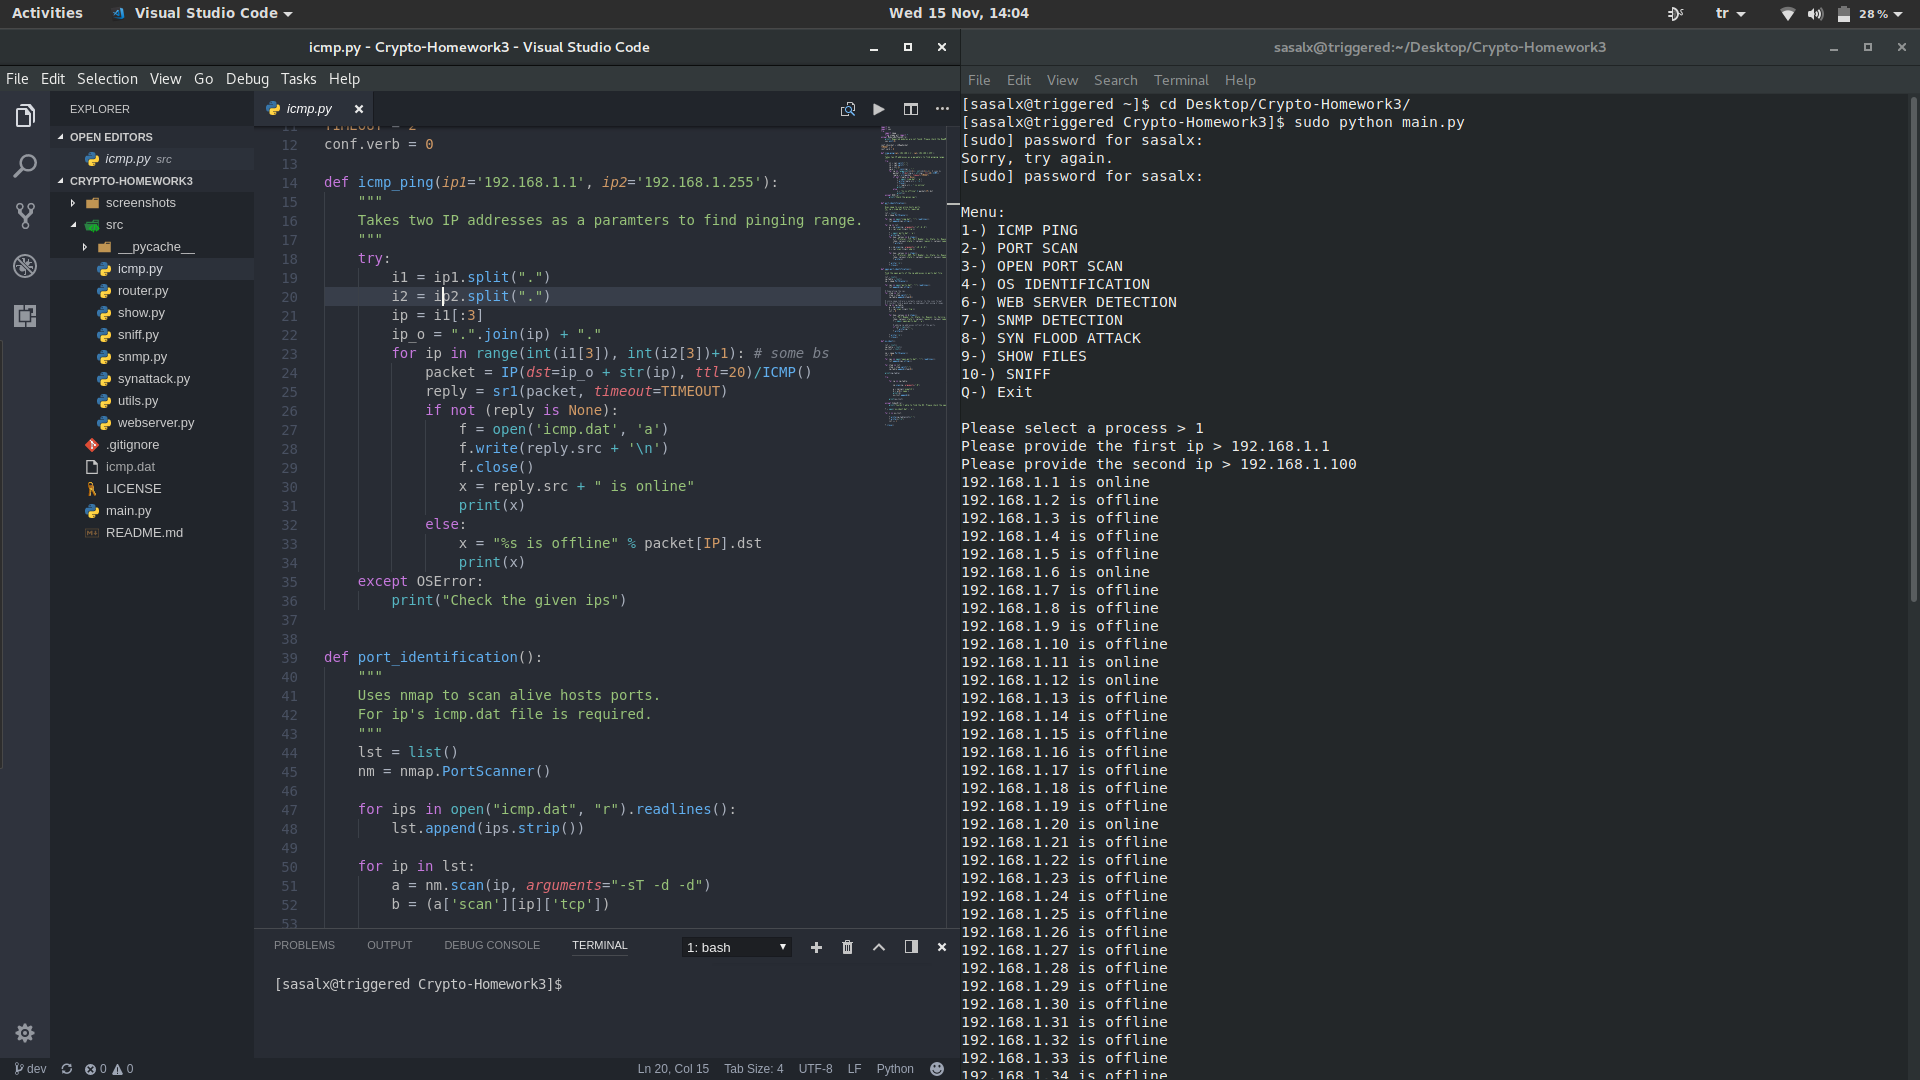 Activities
Visual Studio Code
Wed 15 Nov, 14:04
tr
28 %
icmp.py - Crypto-Homework3 - Visual Studio Code
File Edit Selection View Go Debug Tasks Help
EXPLORER
OPEN EDITORS
icmp.py src
CRYPTO-HOMEWORK3
screenshots
src
__pycache__
icmp.py
router.py
show.py
sniff.py
snmp.py
synattack.py
utils.py
webserver.py
.gitignore
icmp.dat
LICENSE
main.py
README.md
icmp.py
11 TIMEOUT = 2
12 conf.verb = 0
13
14 def icmp_ping(ip1='192.168.1.1', ip2='192.168.1.255'):
15 """
16 Takes two IP addresses as a paramters to find pinging range.
17 """
18 try:
19 i1 = ip1.split(".")
20 i2 = ip2.split(".")
21 ip = i1[:3]
22 ip_o = ".".join(ip) + "."
23 for ip in range(int(i1[3]), int(i2[3])+1): # some bs
24 packet = IP(dst=ip_o + str(ip), ttl=20)/ICMP()
25 reply = sr1(packet, timeout=TIMEOUT)
26 if not (reply is None):
27 f = open('icmp.dat', 'a')
28 f.write(reply.src + '\n')
29 f.close()
30 x = reply.src + " is online"
31 print(x)
32 else:
33 x = "%s is offline" % packet[IP].dst
34 print(x)
35 except OSError:
36 print("Check the given ips")
37
38
39 def port_identification():
40 """
41 Uses nmap to scan alive hosts ports.
42 For ip's icmp.dat file is required.
43 """
44 lst = list()
45 nm = nmap.PortScanner()
46
47 for ips in open("icmp.dat", "r").readlines():
48 lst.append(ips.strip())
49
50 for ip in lst:
51 a = nm.scan(ip, arguments="-sT -d -d")
52 b = (a['scan'][ip]['tcp'])
53
PROBLEMS OUTPUT DEBUG CONSOLE TERMINAL
1: bash
[sasalx@triggered Crypto-Homework3]$
dev 0 0
Ln 20, Col 15 Tab Size: 4 UTF-8 LF Python
sasalx@triggered:~/Desktop/Crypto-Homework3
File Edit View Search Terminal Help
[sasalx@triggered ~]$ cd Desktop/Crypto-Homework3/
[sasalx@triggered Crypto-Homework3]$ sudo python main.py
[sudo] password for sasalx:
Sorry, try again.
[sudo] password for sasalx:
Menu:
1-) ICMP PING
2-) PORT SCAN
3-) OPEN PORT SCAN
4-) OS IDENTIFICATION
6-) WEB SERVER DETECTION
7-) SNMP DETECTION
8-) SYN FLOOD ATTACK
9-) SHOW FILES
10-) SNIFF
Q-) Exit
Please select a process > 1
Please provide the first ip > 192.168.1.1
Please provide the second ip > 192.168.1.100
192.168.1.1 is online
192.168.1.2 is offline
192.168.1.3 is offline
192.168.1.4 is offline
192.168.1.5 is offline
192.168.1.6 is online
192.168.1.7 is offline
192.168.1.8 is offline
192.168.1.9 is offline
192.168.1.10 is offline
192.168.1.11 is online
192.168.1.12 is online
192.168.1.13 is offline
192.168.1.14 is offline
192.168.1.15 is offline
192.168.1.16 is offline
192.168.1.17 is offline
192.168.1.18 is offline
192.168.1.19 is offline
192.168.1.20 is online
192.168.1.21 is offline
192.168.1.22 is offline
192.168.1.23 is offline
192.168.1.24 is offline
192.168.1.25 is offline
192.168.1.26 is offline
192.168.1.27 is offline
192.168.1.28 is offline
192.168.1.29 is offline
192.168.1.30 is offline
192.168.1.31 is offline
192.168.1.32 is offline
192.168.1.33 is offline
192.168.1.34 is offline